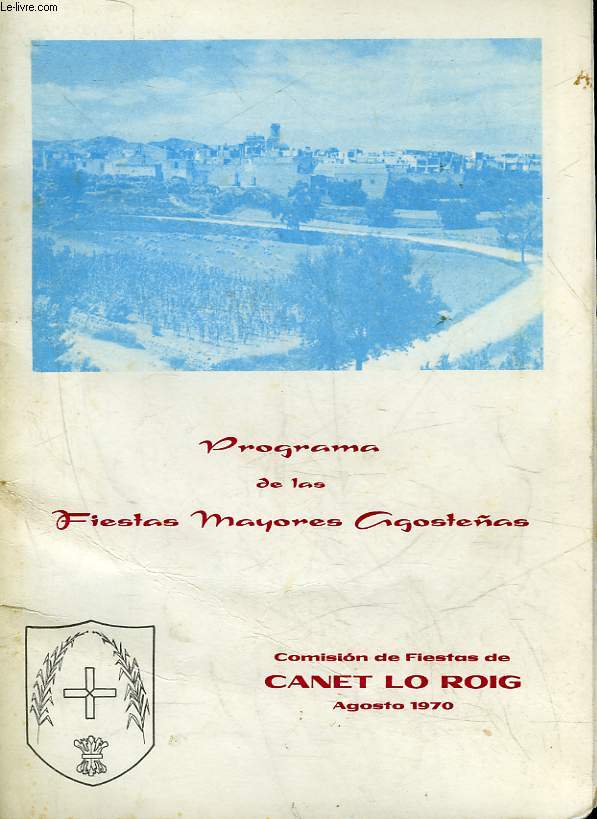 Le-livre.com
Programa
de las
Fiestas Mayores Agosteñas
Comisión de Fiestas de
CANET LO ROIG
Agosto 1970